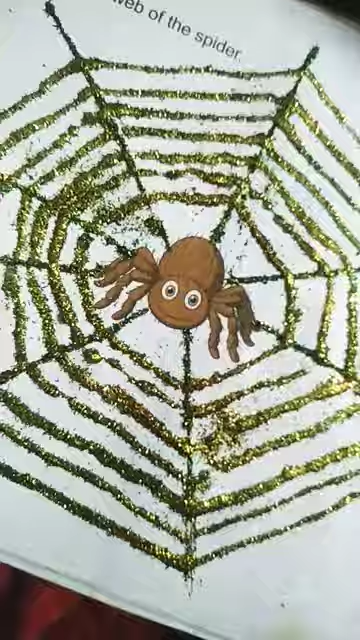 web of the spider